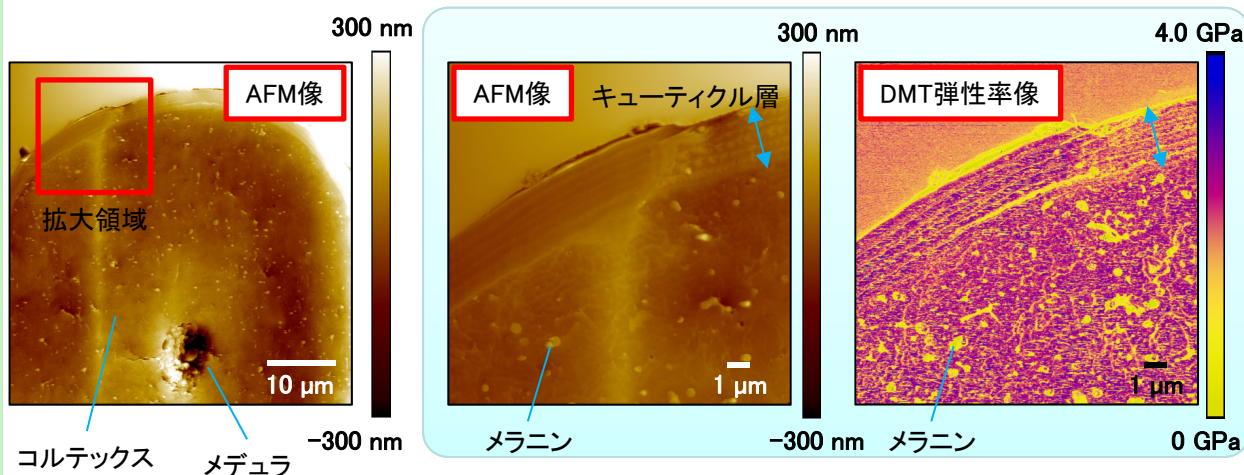 300 nm
AFM像
拡大領域
10 µm
−300 nm
コルテックス
メデュラ
300 nm
AFM像
キューティクル層
1 µm
メラニン
−300 nm
4.0 GPa
DMT弾性率像
1 µm
メラニン
0 GPa